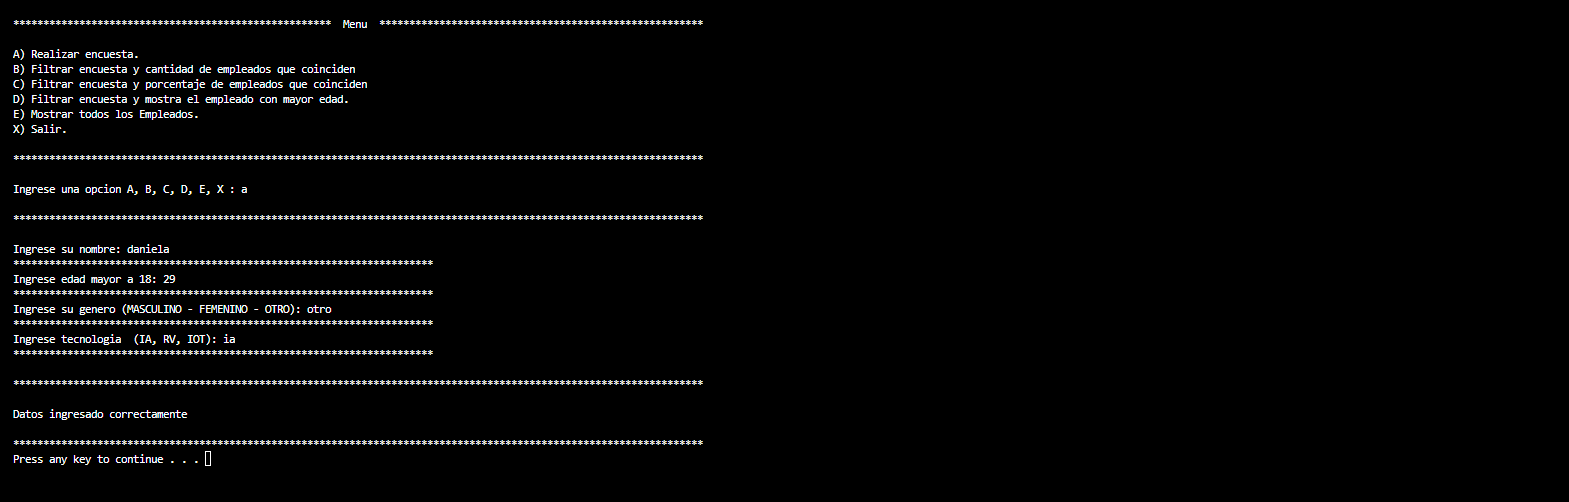 ***************************************************** Menu ******************************************************
A) Realizar encuesta.
B) Filtrar encuesta y cantidad de empleados que coinciden
C) Filtrar encuesta y porcentaje de empleados que coinciden
D) Filtrar encuesta y mostra el empleado con mayor edad.
E) Mostrar todos los Empleados.
X) Salir.
*******************************************************************************************************************
Ingrese una opcion A, B, C, D, E, X : a
*******************************************************************************************************************
Ingrese su nombre: daniela
**********************************************************************
Ingrese edad mayor a 18: 29
**********************************************************************
Ingrese su genero (MASCULINO - FEMENINO - OTRO): otro
**********************************************************************
Ingrese tecnologia  (IA, RV, IOT): ia
**********************************************************************
*******************************************************************************************************************
Datos ingresado correctamente
*******************************************************************************************************************
Press any key to continue . . .